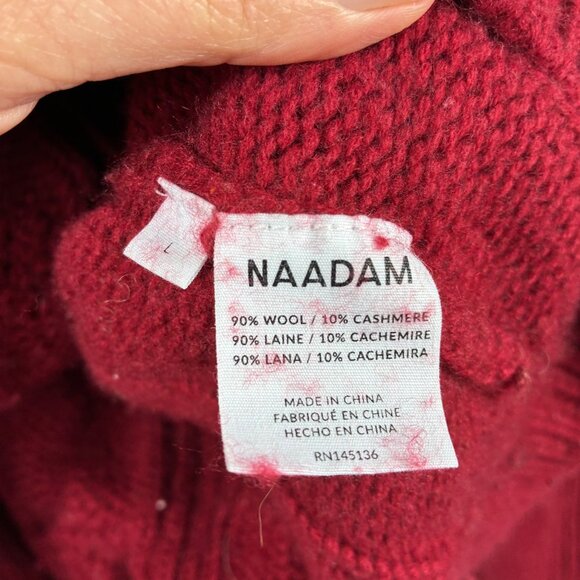 L
NAADAM
90% WOOL / 10% CASHMERE
90% LAINE / 10% CACHEMIRE
90% LANA / 10% CACHEMIRA
MADE IN CHINA
FABRIQUÉ EN CHINE
HECHO EN CHINA
RN145136